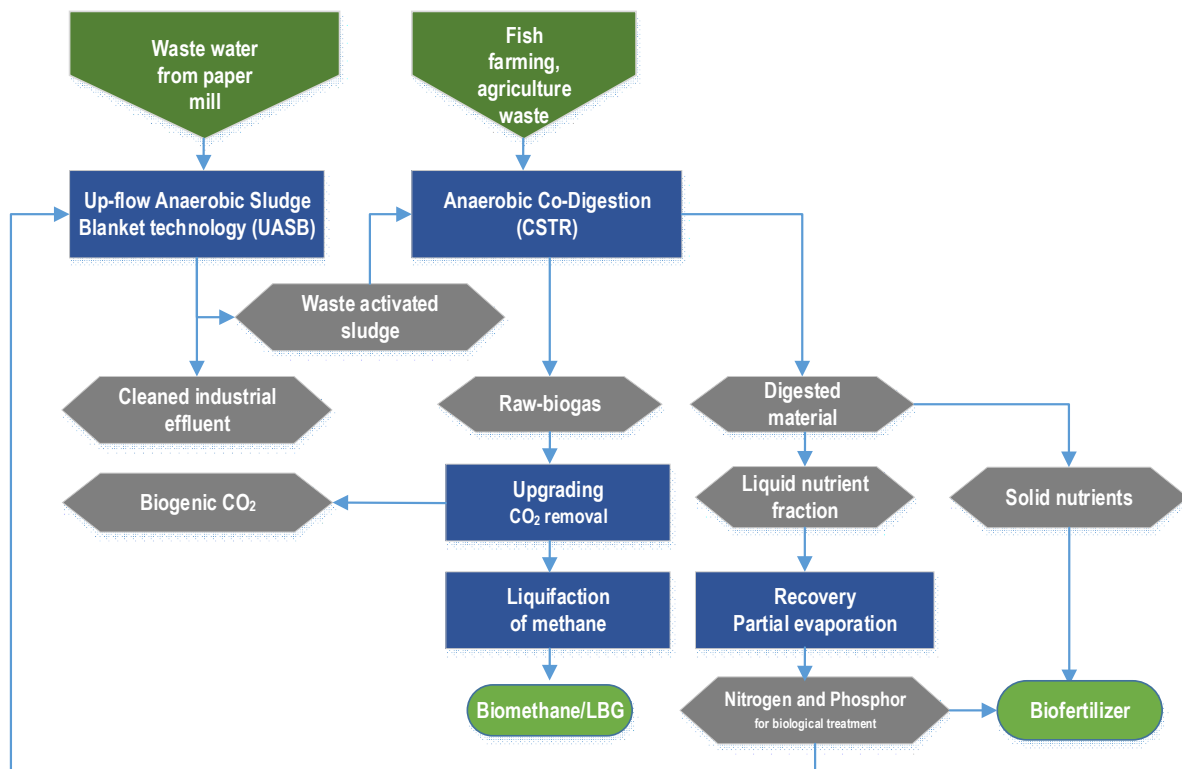 Waste water
from paper
mill
Fish
farming,
agriculture
waste
Up-flow Anaerobic Sludge
Blanket technology (UASB)
Anaerobic Co-Digestion
(CSTR)
Waste activated
sludge
Cleaned industrial
effluent
Raw-biogas
Digested
material
Biogenic CO₂
Upgrading
CO₂ removal
Liquid nutrient
fraction
Solid nutrients
Liquifaction
of methane
Recovery
Partial evaporation
Biomethane/LBG
Nitrogen and Phosphor
for biological treatment
Biofertilizer